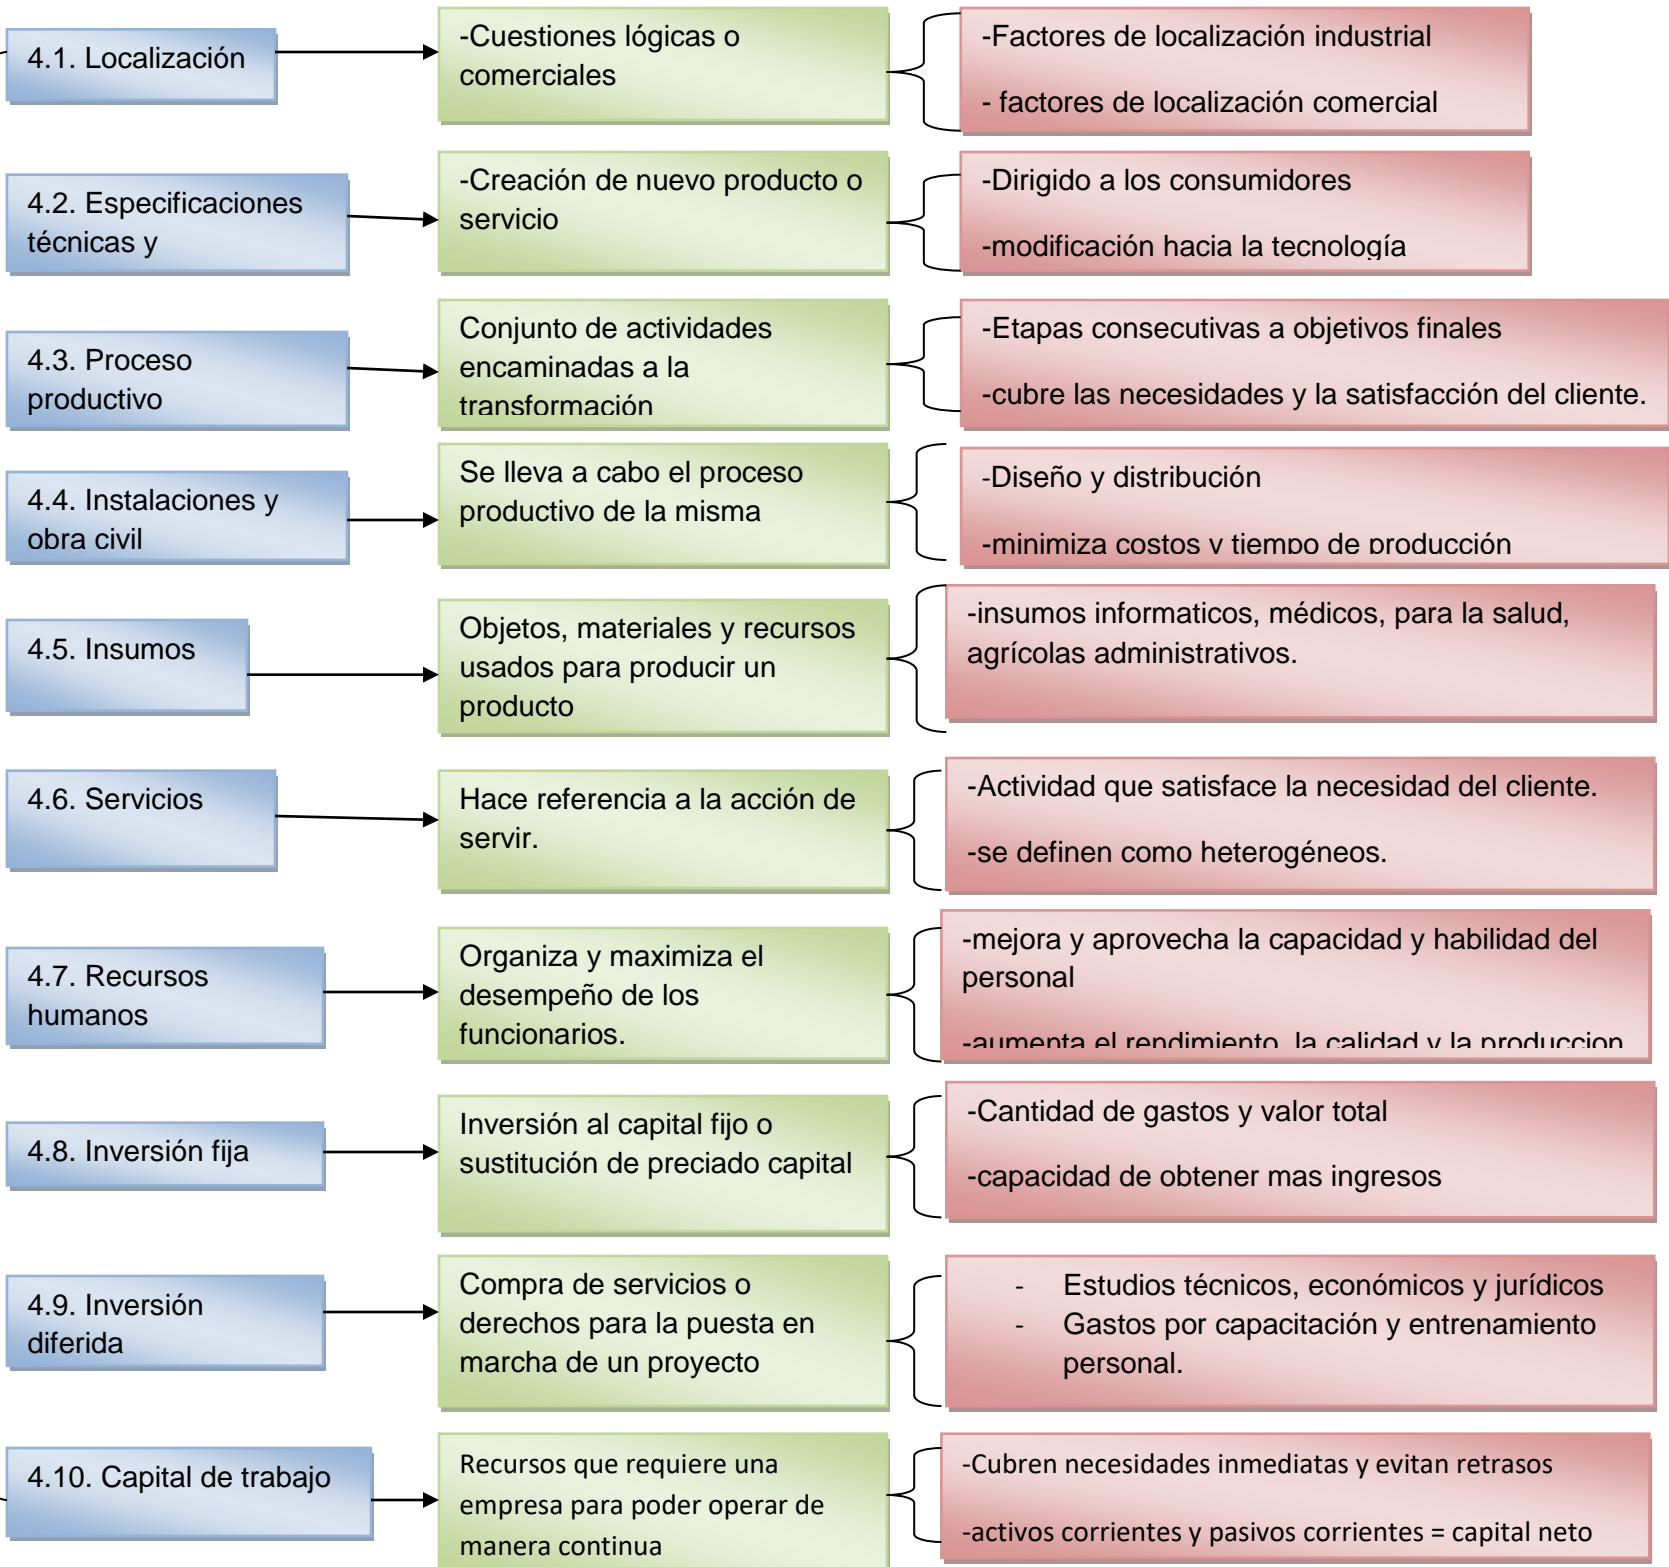 4.1. Localización
-Cuestiones lógicas o
comerciales
-Factores de localización industrial
- factores de localización comercial
4.2. Especificaciones
técnicas y
-Creación de nuevo producto o
servicio
-Dirigido a los consumidores
-modificación hacia la tecnología
4.3. Proceso
productivo
Conjunto de actividades
encaminadas a la
transformación
-Etapas consecutivas a objetivos finales
-cubre las necesidades y la satisfacción del cliente.
4.4. Instalaciones y
obra civil
Se lleva a cabo el proceso
productivo de la misma
-Diseño y distribución
-minimiza costos y tiempo de producción
4.5. Insumos
Objetos, materiales y recursos
usados para producir un
producto
-insumos informaticos, médicos, para la salud,
agrícolas administrativos.
4.6. Servicios
Hace referencia a la acción de
servir.
-Actividad que satisface la necesidad del cliente.
-se definen como heterogéneos.
4.7. Recursos
humanos
Organiza y maximiza el
desempeño de los
funcionarios.
-mejora y aprovecha la capacidad y habilidad del
personal
-aumenta el rendimiento, la calidad y la produccion
4.8. Inversión fija
Inversión al capital fijo o
sustitución de preciado capital
-Cantidad de gastos y valor total
-capacidad de obtener mas ingresos
4.9. Inversión
diferida
Compra de servicios o
derechos para la puesta en
marcha de un proyecto
- Estudios técnicos, económicos y jurídicos
- Gastos por capacitación y entrenamiento
personal.
4.10. Capital de trabajo
Recursos que requiere una
empresa para poder operar de
manera continua
-Cubren necesidades inmediatas y evitan retrasos
-activos corrientes y pasivos corrientes = capital neto